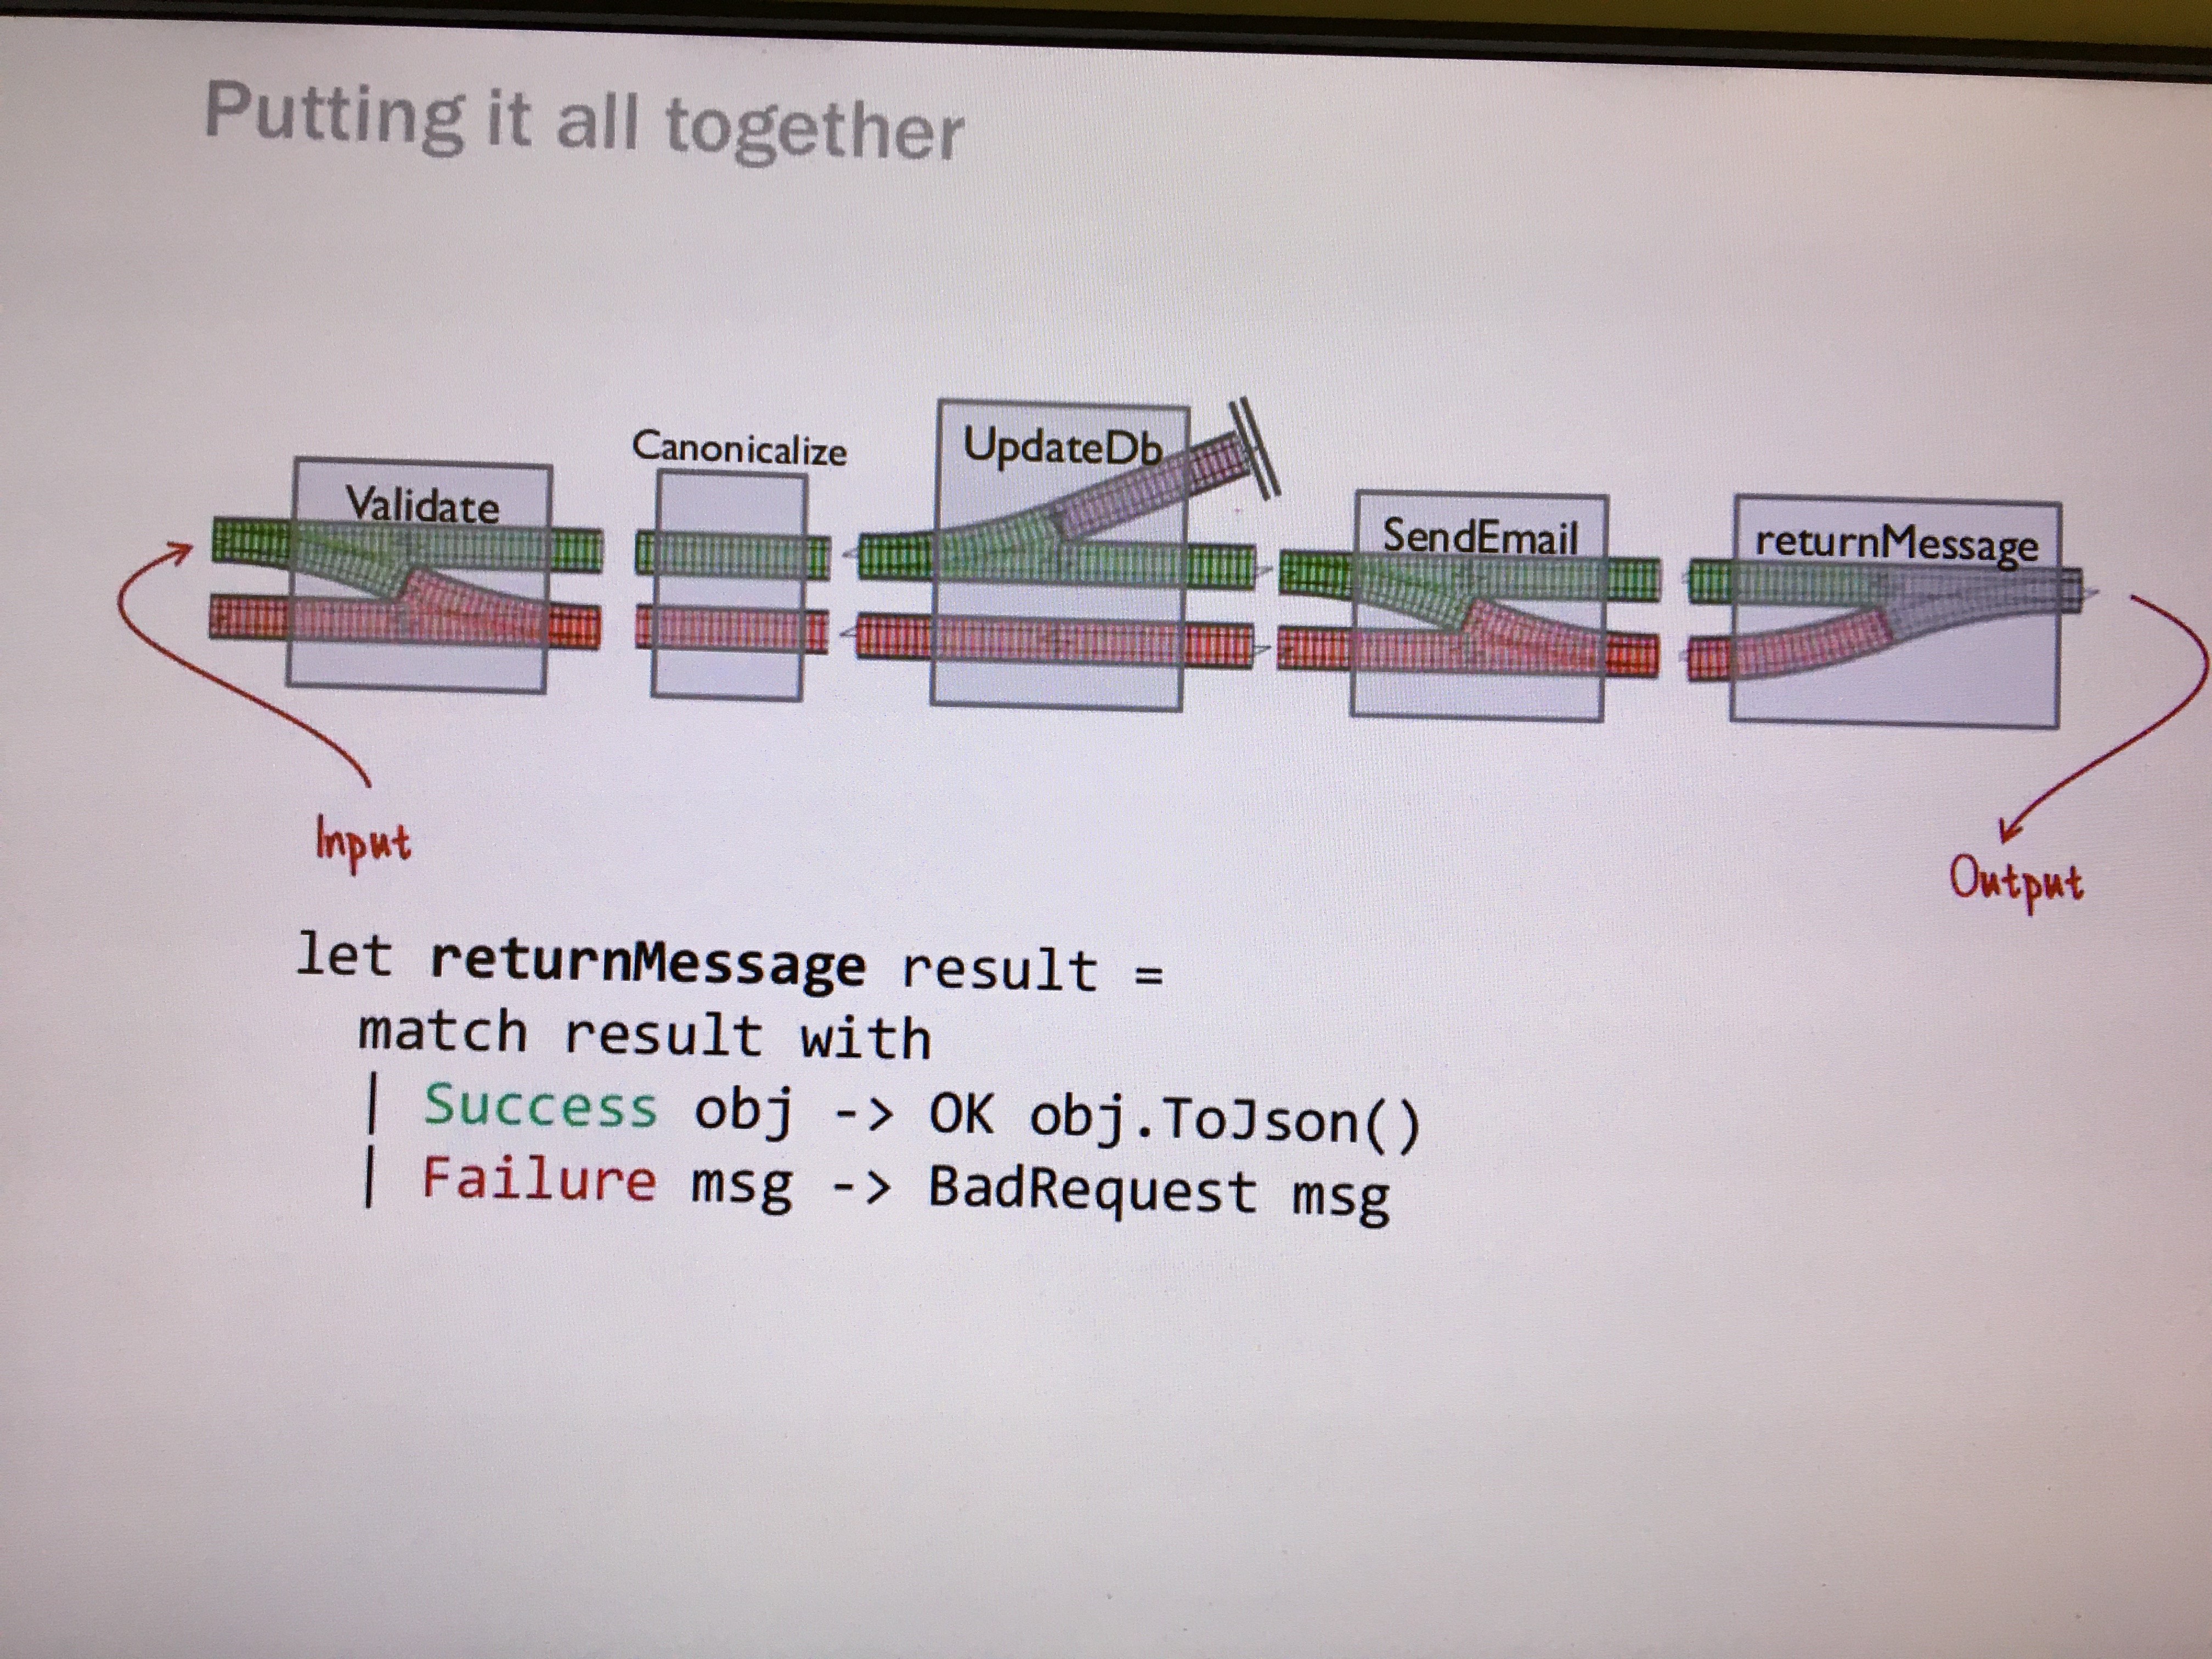 Putting it all together
Validate
Canonicalize
UpdateDb
SendEmail
returnMessage
Input
Output
let returnMessage result =
match result with
| Success obj -> OK obj.ToJson()
| Failure msg -> BadRequest msg